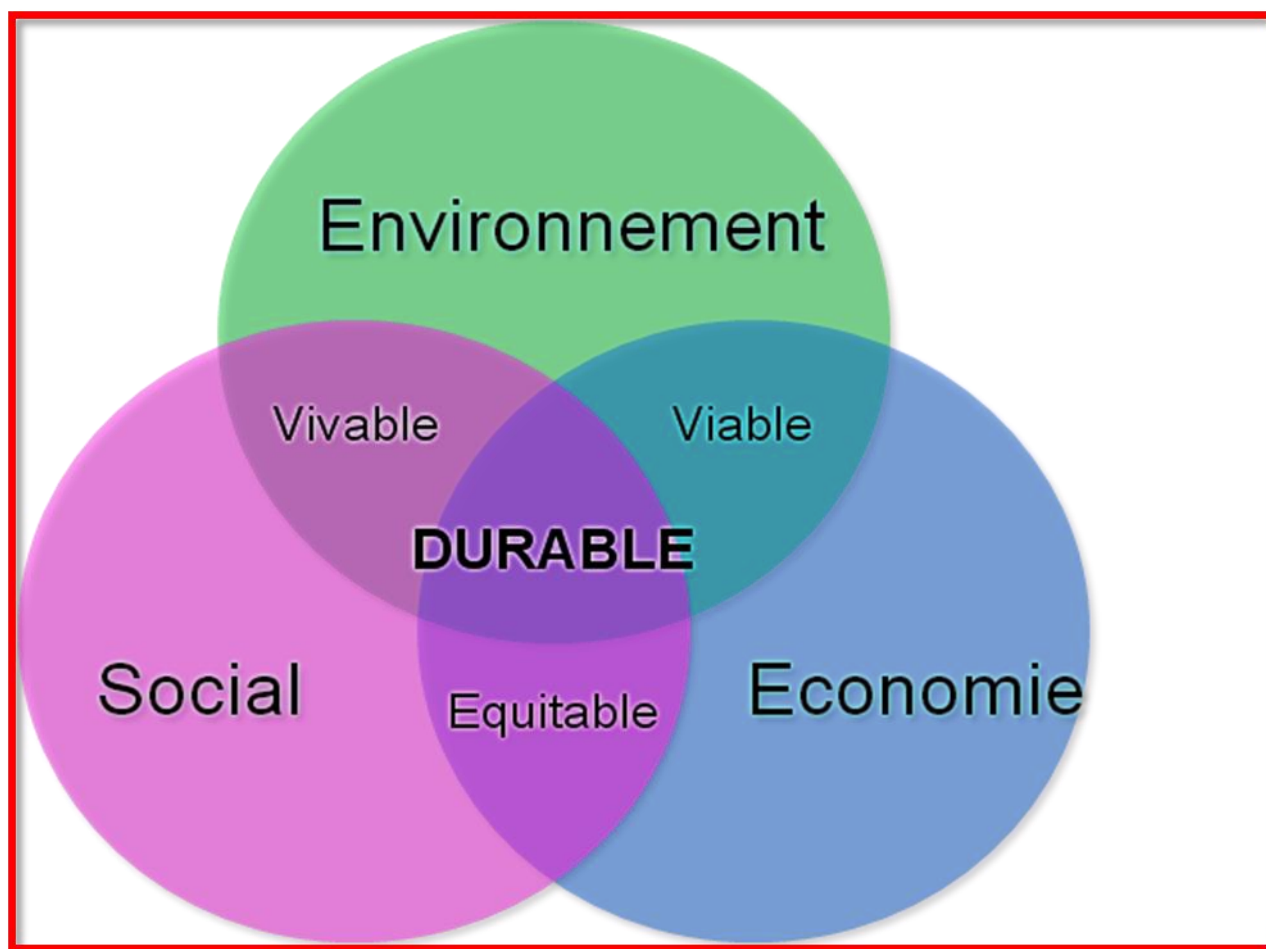 Environnement
Vivable
Viable
DURABLE
Social
Economie
Equitable